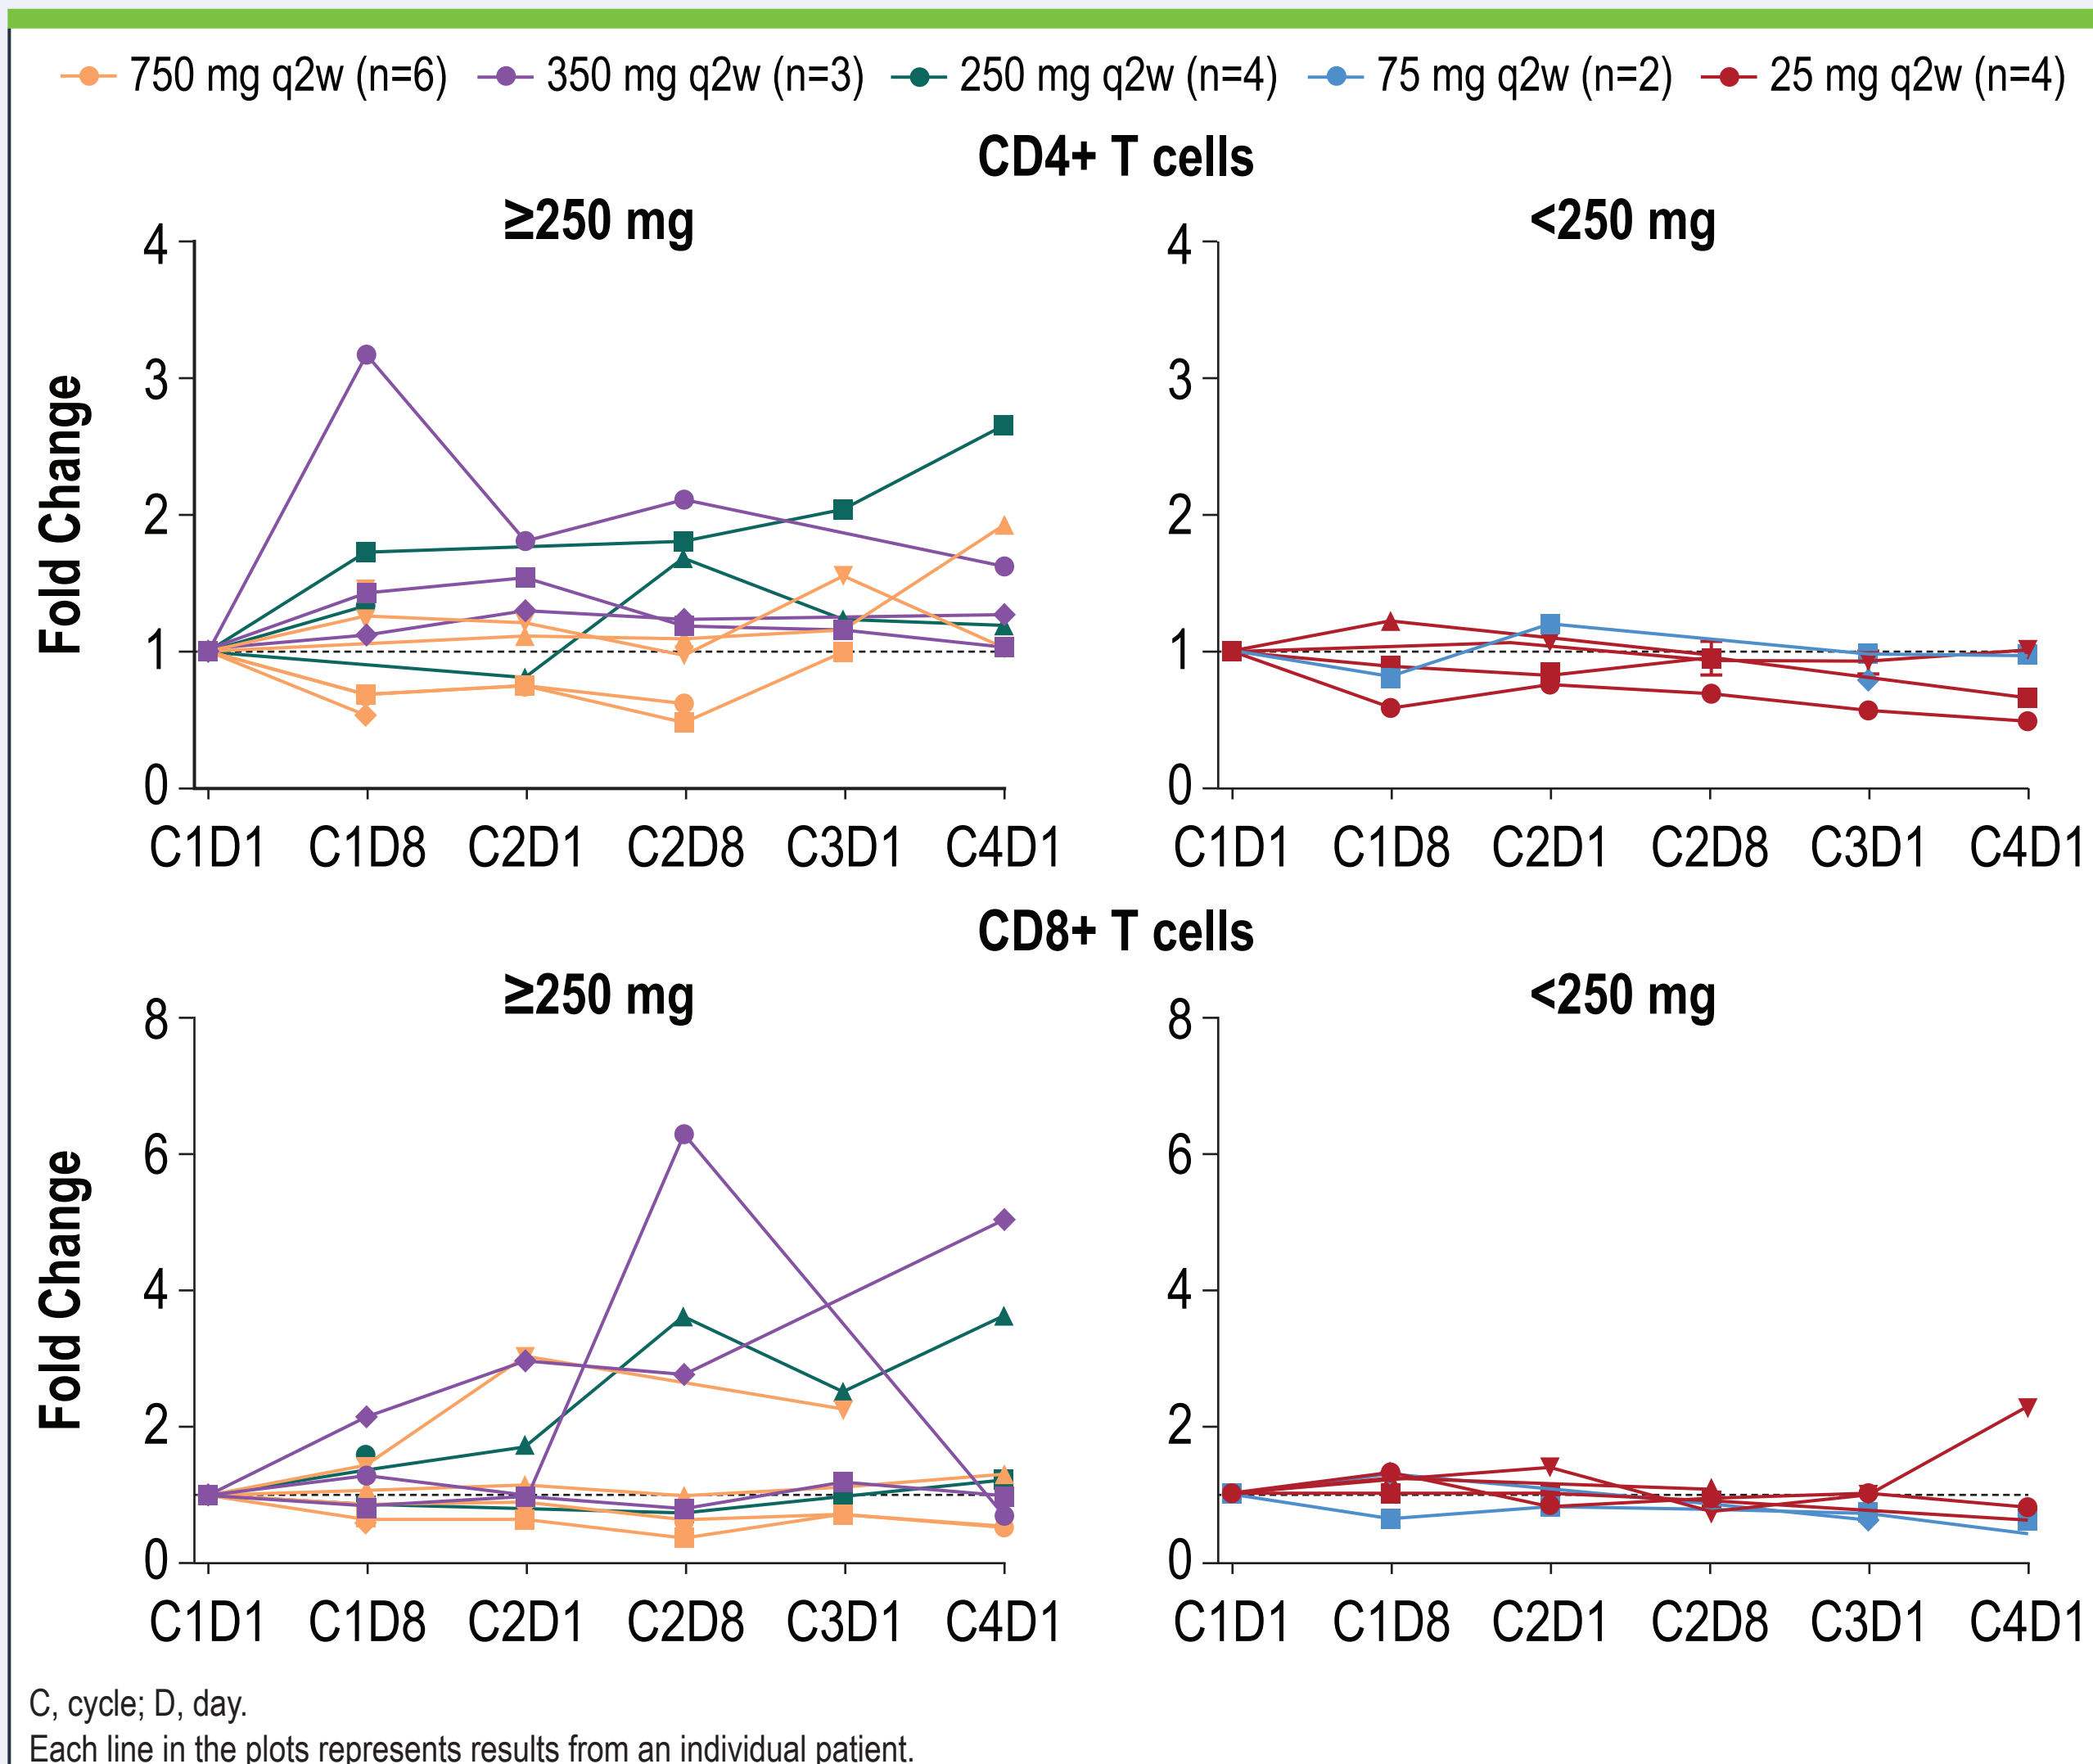 750 mg q2w (n=6) 350 mg q2w (n=3) 250 mg q2w (n=4) 75 mg q2w (n=2) 25 mg q2w (n=4)
CD4+ T cells
≥250 mg
<250 mg
Fold Change
4
3
2
1
0
C1D1 C1D8 C2D1 C2D8 C3D1 C4D1
4
3
2
1
0
C1D1 C1D8 C2D1 C2D8 C3D1 C4D1
CD8+ T cells
≥250 mg
<250 mg
Fold Change
8
6
4
2
0
C1D1 C1D8 C2D1 C2D8 C3D1 C4D1
8
6
4
2
0
C1D1 C1D8 C2D1 C2D8 C3D1 C4D1
C, cycle; D, day.
Each line in the plots represents results from an individual patient.